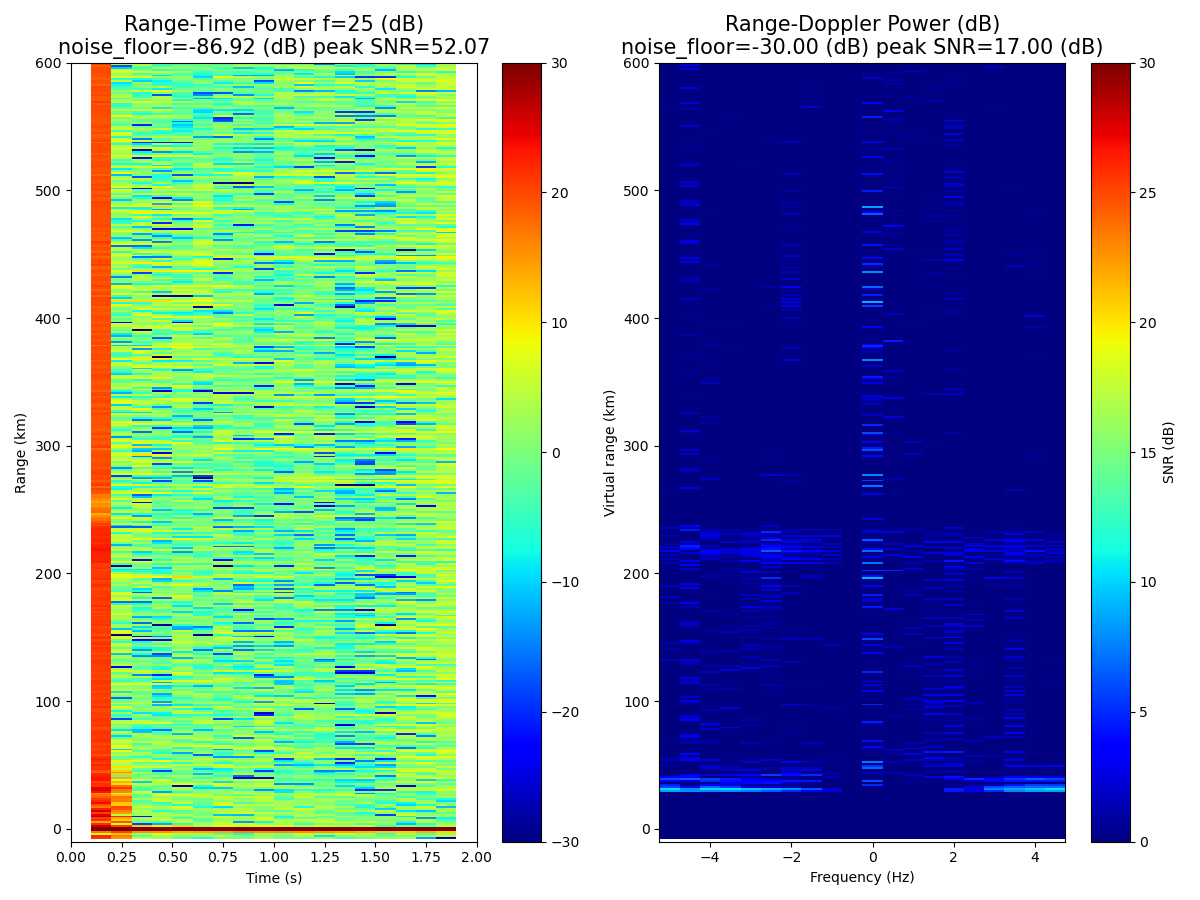 Range-Time Power f=25 (dB)
noise_floor=-86.92 (dB) peak SNR=52.07
600
500
400
300
200
100
0
Range (km)
0.00 0.25 0.50 0.75 1.00 1.25 1.50 1.75 2.00
Time (s)
30
20
10
0
−10
−20
−30
Range-Doppler Power (dB)
noise_floor=-30.00 (dB) peak SNR=17.00 (dB)
600
500
400
300
200
100
0
Virtual range (km)
−4 −2 0 2 4
Frequency (Hz)
30
25
20
15
10
5
0
SNR (dB)